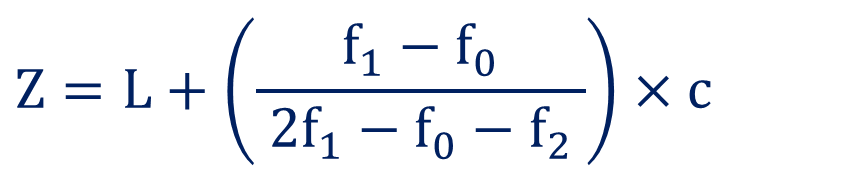 Z = L + ( (f₁ − f₀) / (2f₁ − f₀ − f₂) ) × c